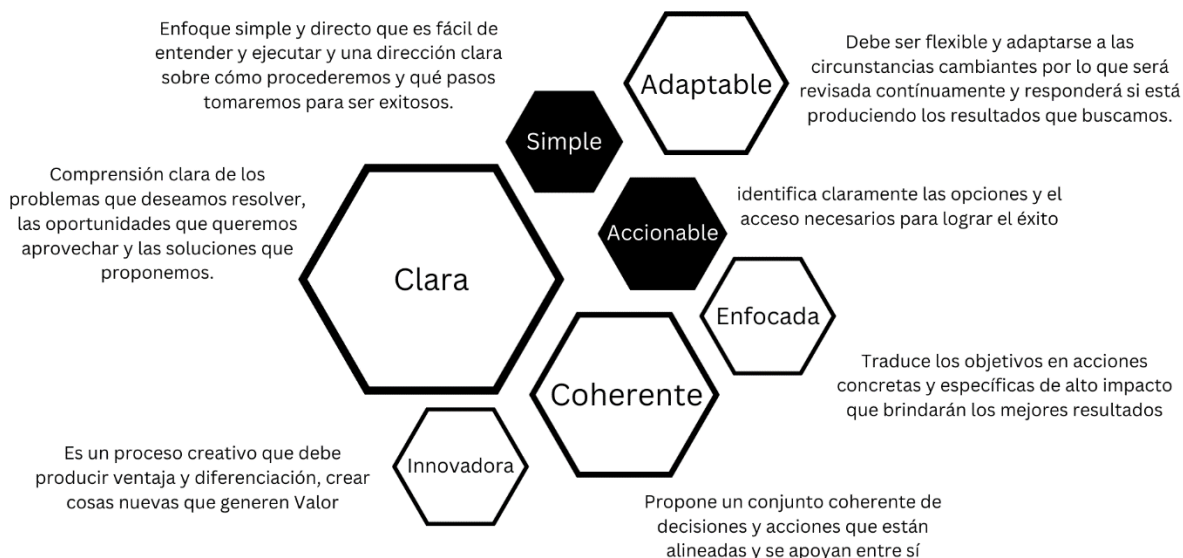 Enfoque simple y directo que es fácil de
entender y ejecutar y una dirección clara
sobre cómo procederemos y qué pasos
tomaremos para ser exitosos.
Simple
Adaptable
Debe ser flexible y adaptarse a las
circunstancias cambiantes por lo que será
revisada contínuamente y responderá si está
produciendo los resultados que buscamos.
Comprensión clara de los
problemas que deseamos resolver,
las oportunidades que queremos
aprovechar y las soluciones que
proponemos.
Clara
Accionable
identifica claramente las opciones y el
acceso necesarios para lograr el éxito
Enfocada
Traduce los objetivos en acciones
concretas y específicas de alto impacto
que brindarán los mejores resultados
Coherente
Propone un conjunto coherente de
decisiones y acciones que están
alineadas y se apoyan entre sí
Innovadora
Es un proceso creativo que debe
producir ventaja y diferenciación, crear
cosas nuevas que generen Valor